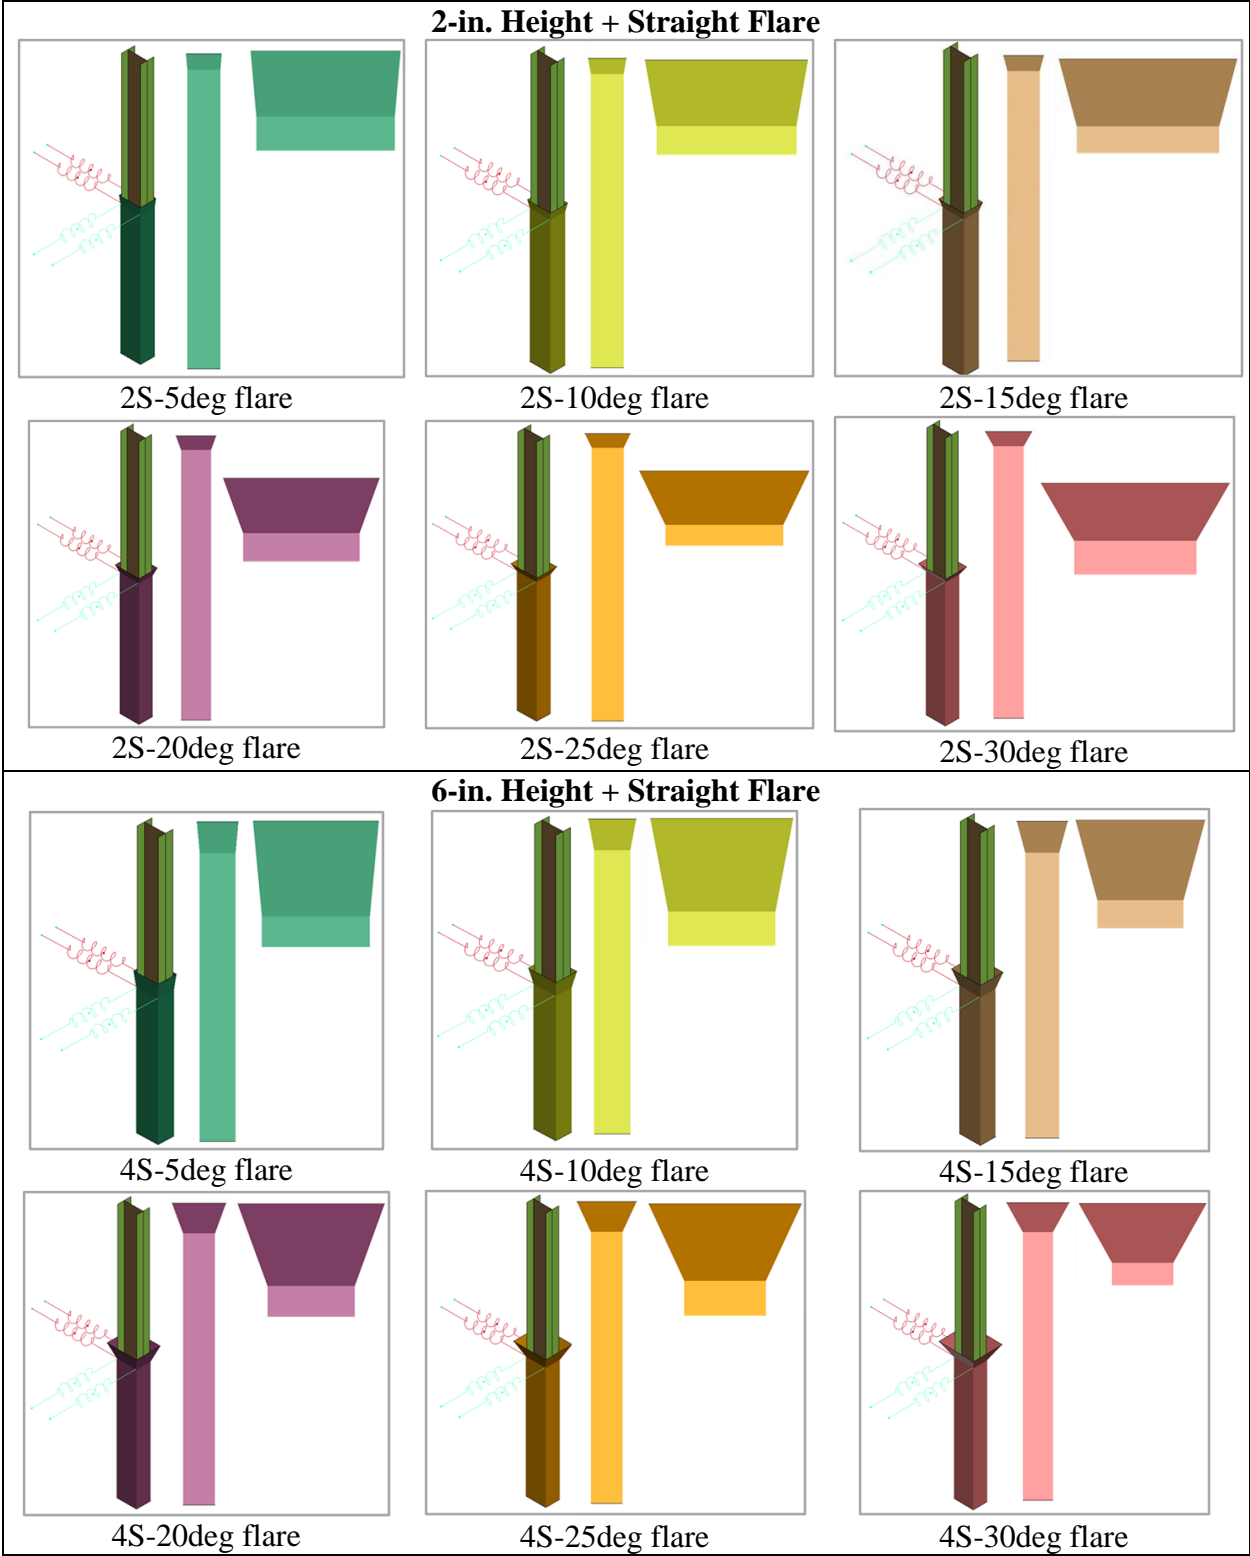 2-in. Height + Straight Flare
2S-5deg flare
2S-10deg flare
2S-15deg flare
2S-20deg flare
2S-25deg flare
2S-30deg flare
6-in. Height + Straight Flare
4S-5deg flare
4S-10deg flare
4S-15deg flare
4S-20deg flare
4S-25deg flare
4S-30deg flare